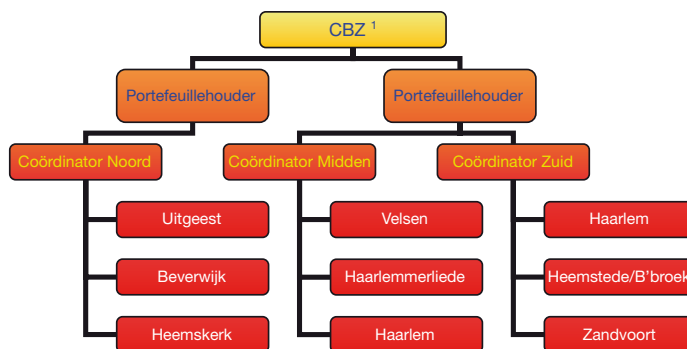 CBZ 1
Portefeuillehouder Portefeuillehouder
Coördinator Noord Coördinator Midden Coördinator Zuid
Uitgeest Velsen Haarlem
Beverwijk Haarlemmerliede Heemstede/B'broek
Heemskerk Haarlem Zandvoort